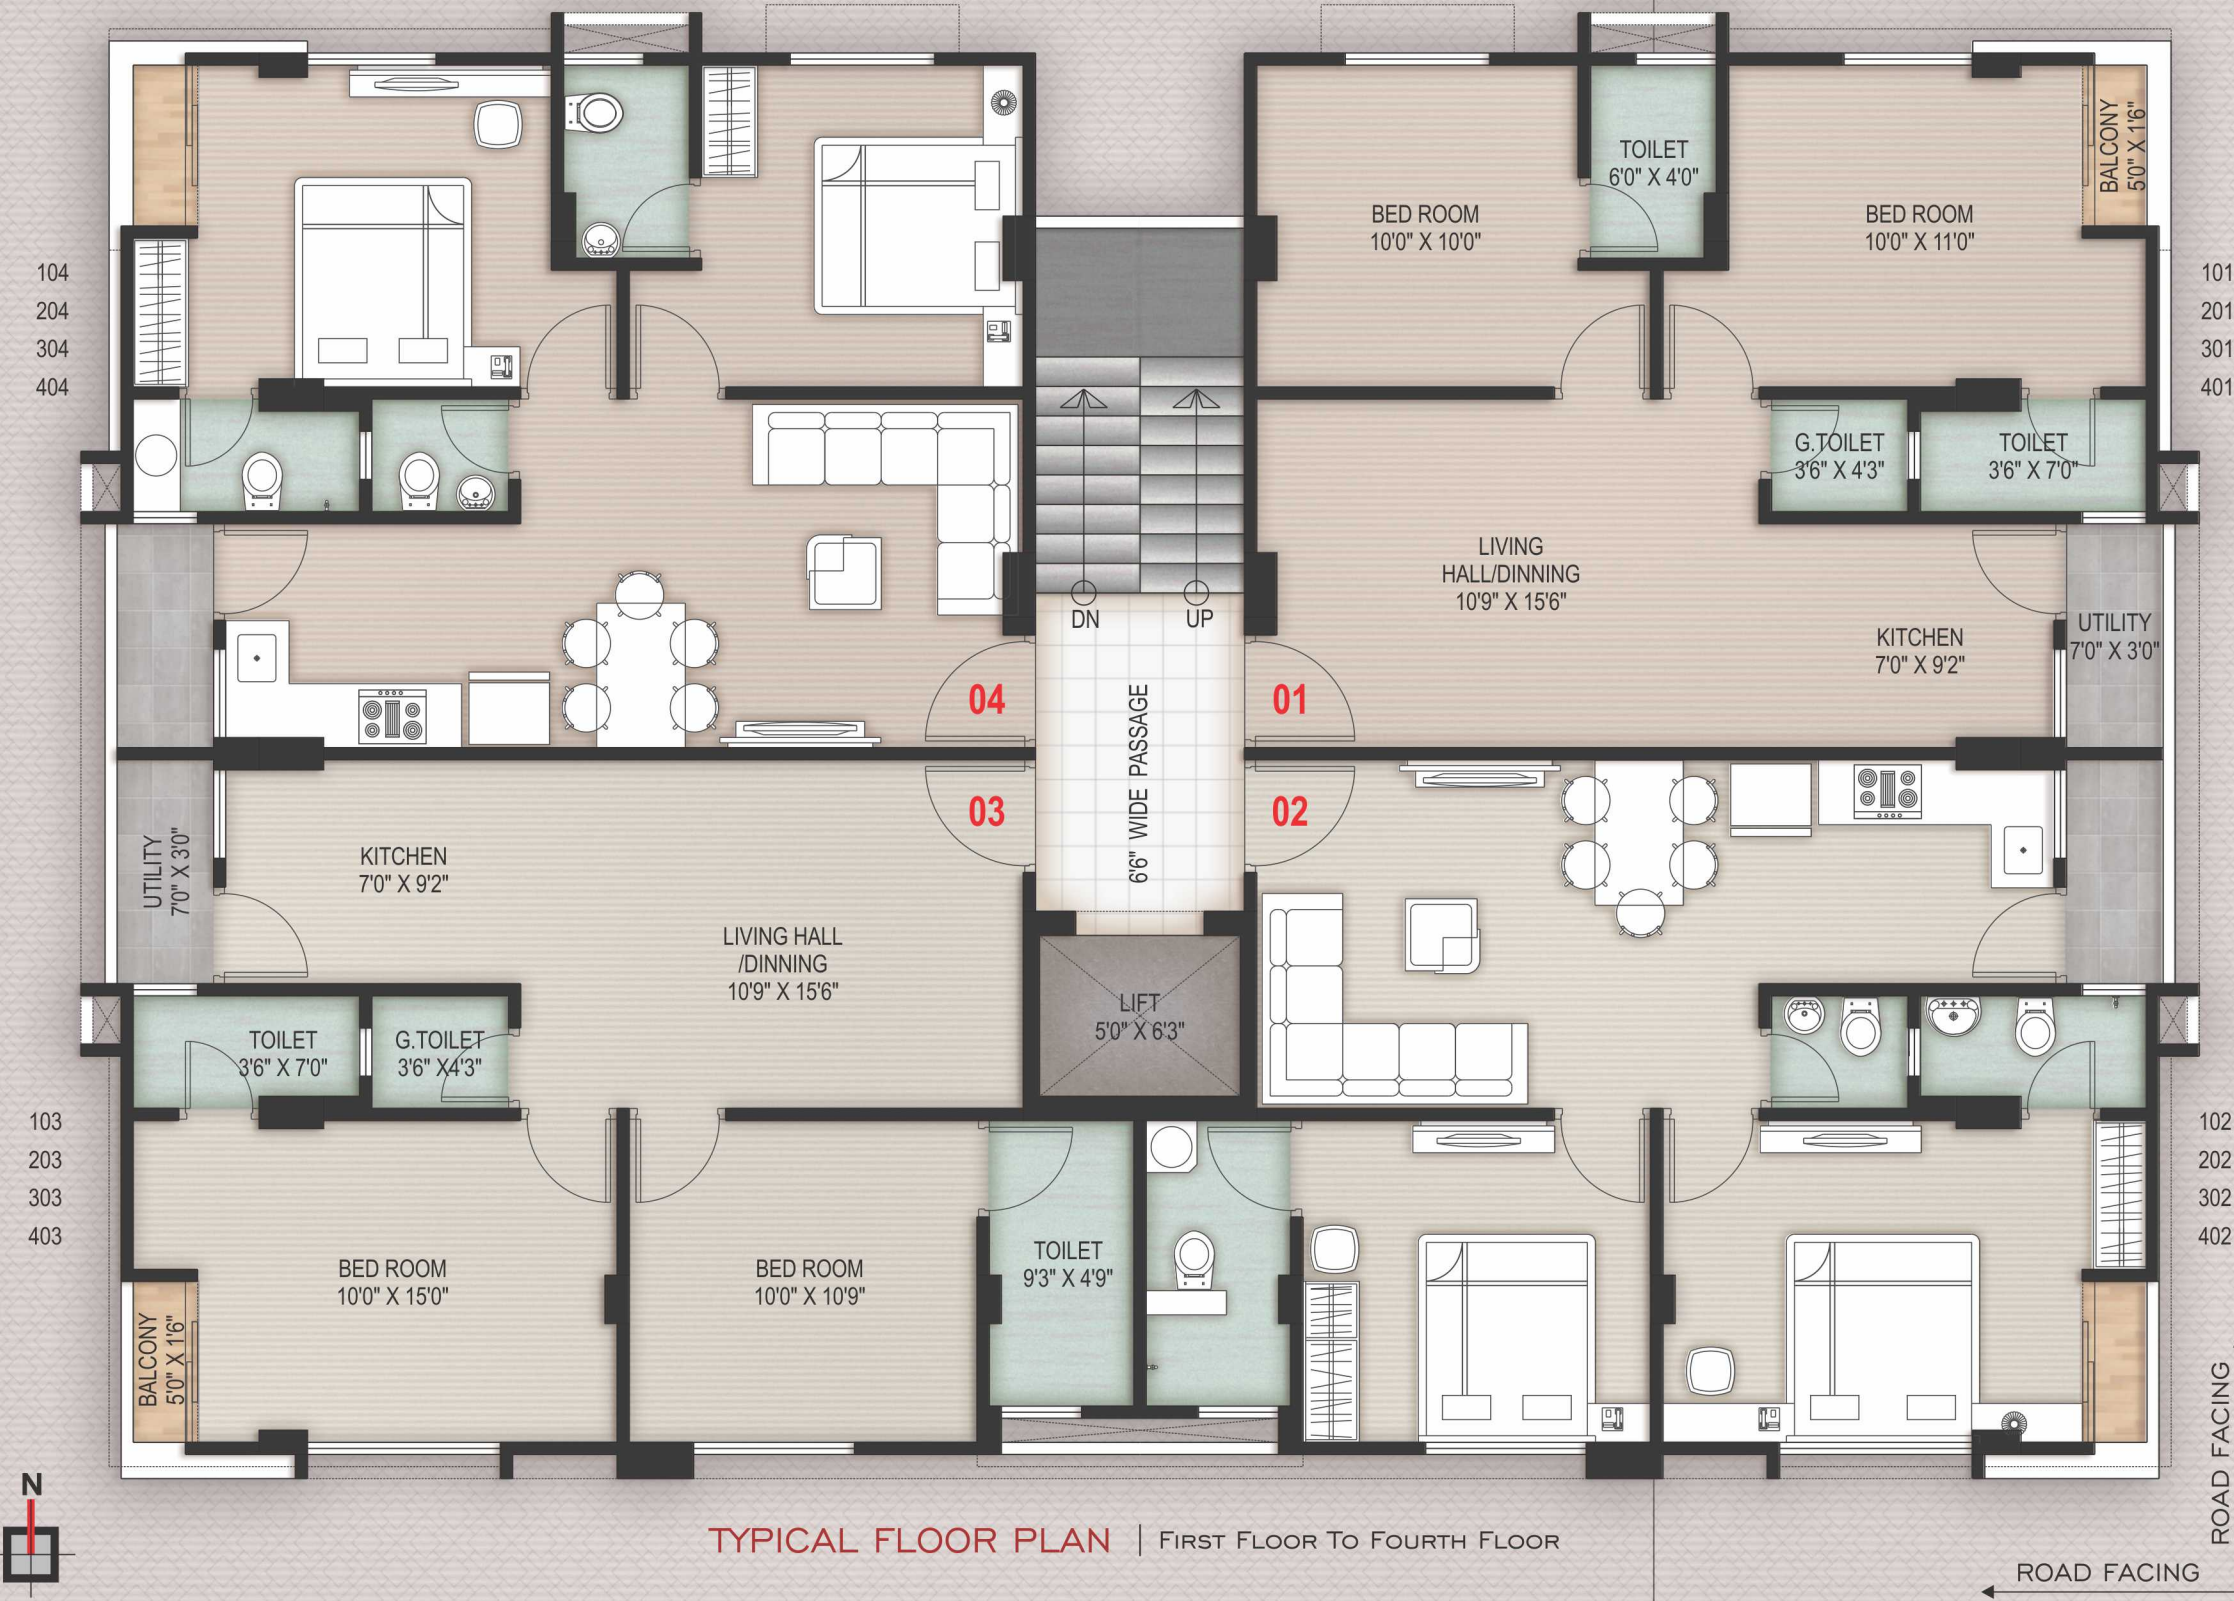 TOILET
6'0" X 4'0"
BALCONY
5'0" X 1'6"
BED ROOM
10'0" X 10'0"
BED ROOM
10'0" X 11'0"
104
204
304
404
101
201
301
401
G.TOILET
3'6" X 4'3"
TOILET
3'6" X 7'0"
LIVING
HALL/DINNING
10'9" X 15'6"
DN
UP
KITCHEN
7'0" X 9'2"
UTILITY
7'0" X 3'0"
04
01
6'6" WIDE PASSAGE
03
02
UTILITY
7'0" X 3'0"
KITCHEN
7'0" X 9'2"
LIVING HALL
/DINNING
10'9" X 15'6"
LIFT
5'0" X 6'3"
TOILET
3'6" X 7'0"
G.TOILET
3'6" X4'3"
103
203
303
403
102
202
302
402
BED ROOM
10'0" X 15'0"
BED ROOM
10'0" X 10'9"
TOILET
9'3" X 4'9"
BALCONY
5'0" X 1'6"
ROAD FACING
N
TYPICAL FLOOR PLAN | First Floor To Fourth Floor
ROAD FACING